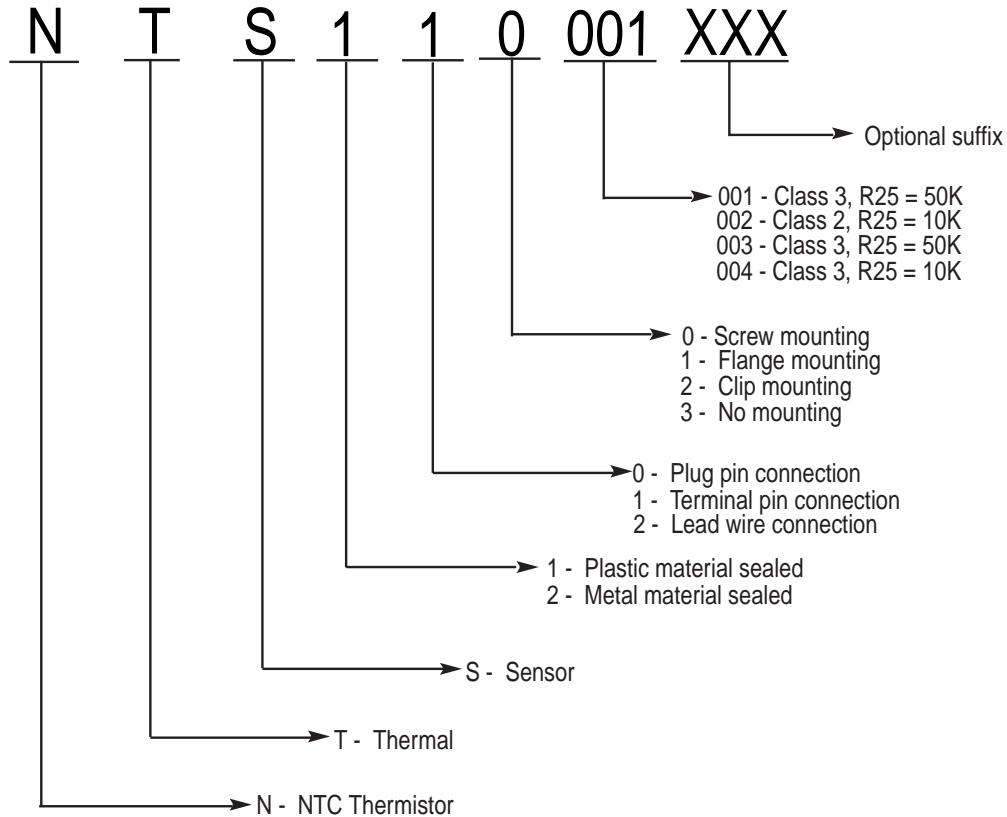 N T S 1 1 0 001 XXX
Optional suffix
001 - Class 3, R25 = 50K
002 - Class 2, R25 = 10K
003 - Class 3, R25 = 50K
004 - Class 3, R25 = 10K
0 - Screw mounting
1 - Flange mounting
2 - Clip mounting
3 - No mounting
0 - Plug pin connection
1 - Terminal pin connection
2 - Lead wire connection
1 - Plastic material sealed
2 - Metal material sealed
S - Sensor
T - Thermal
N - NTC Thermistor